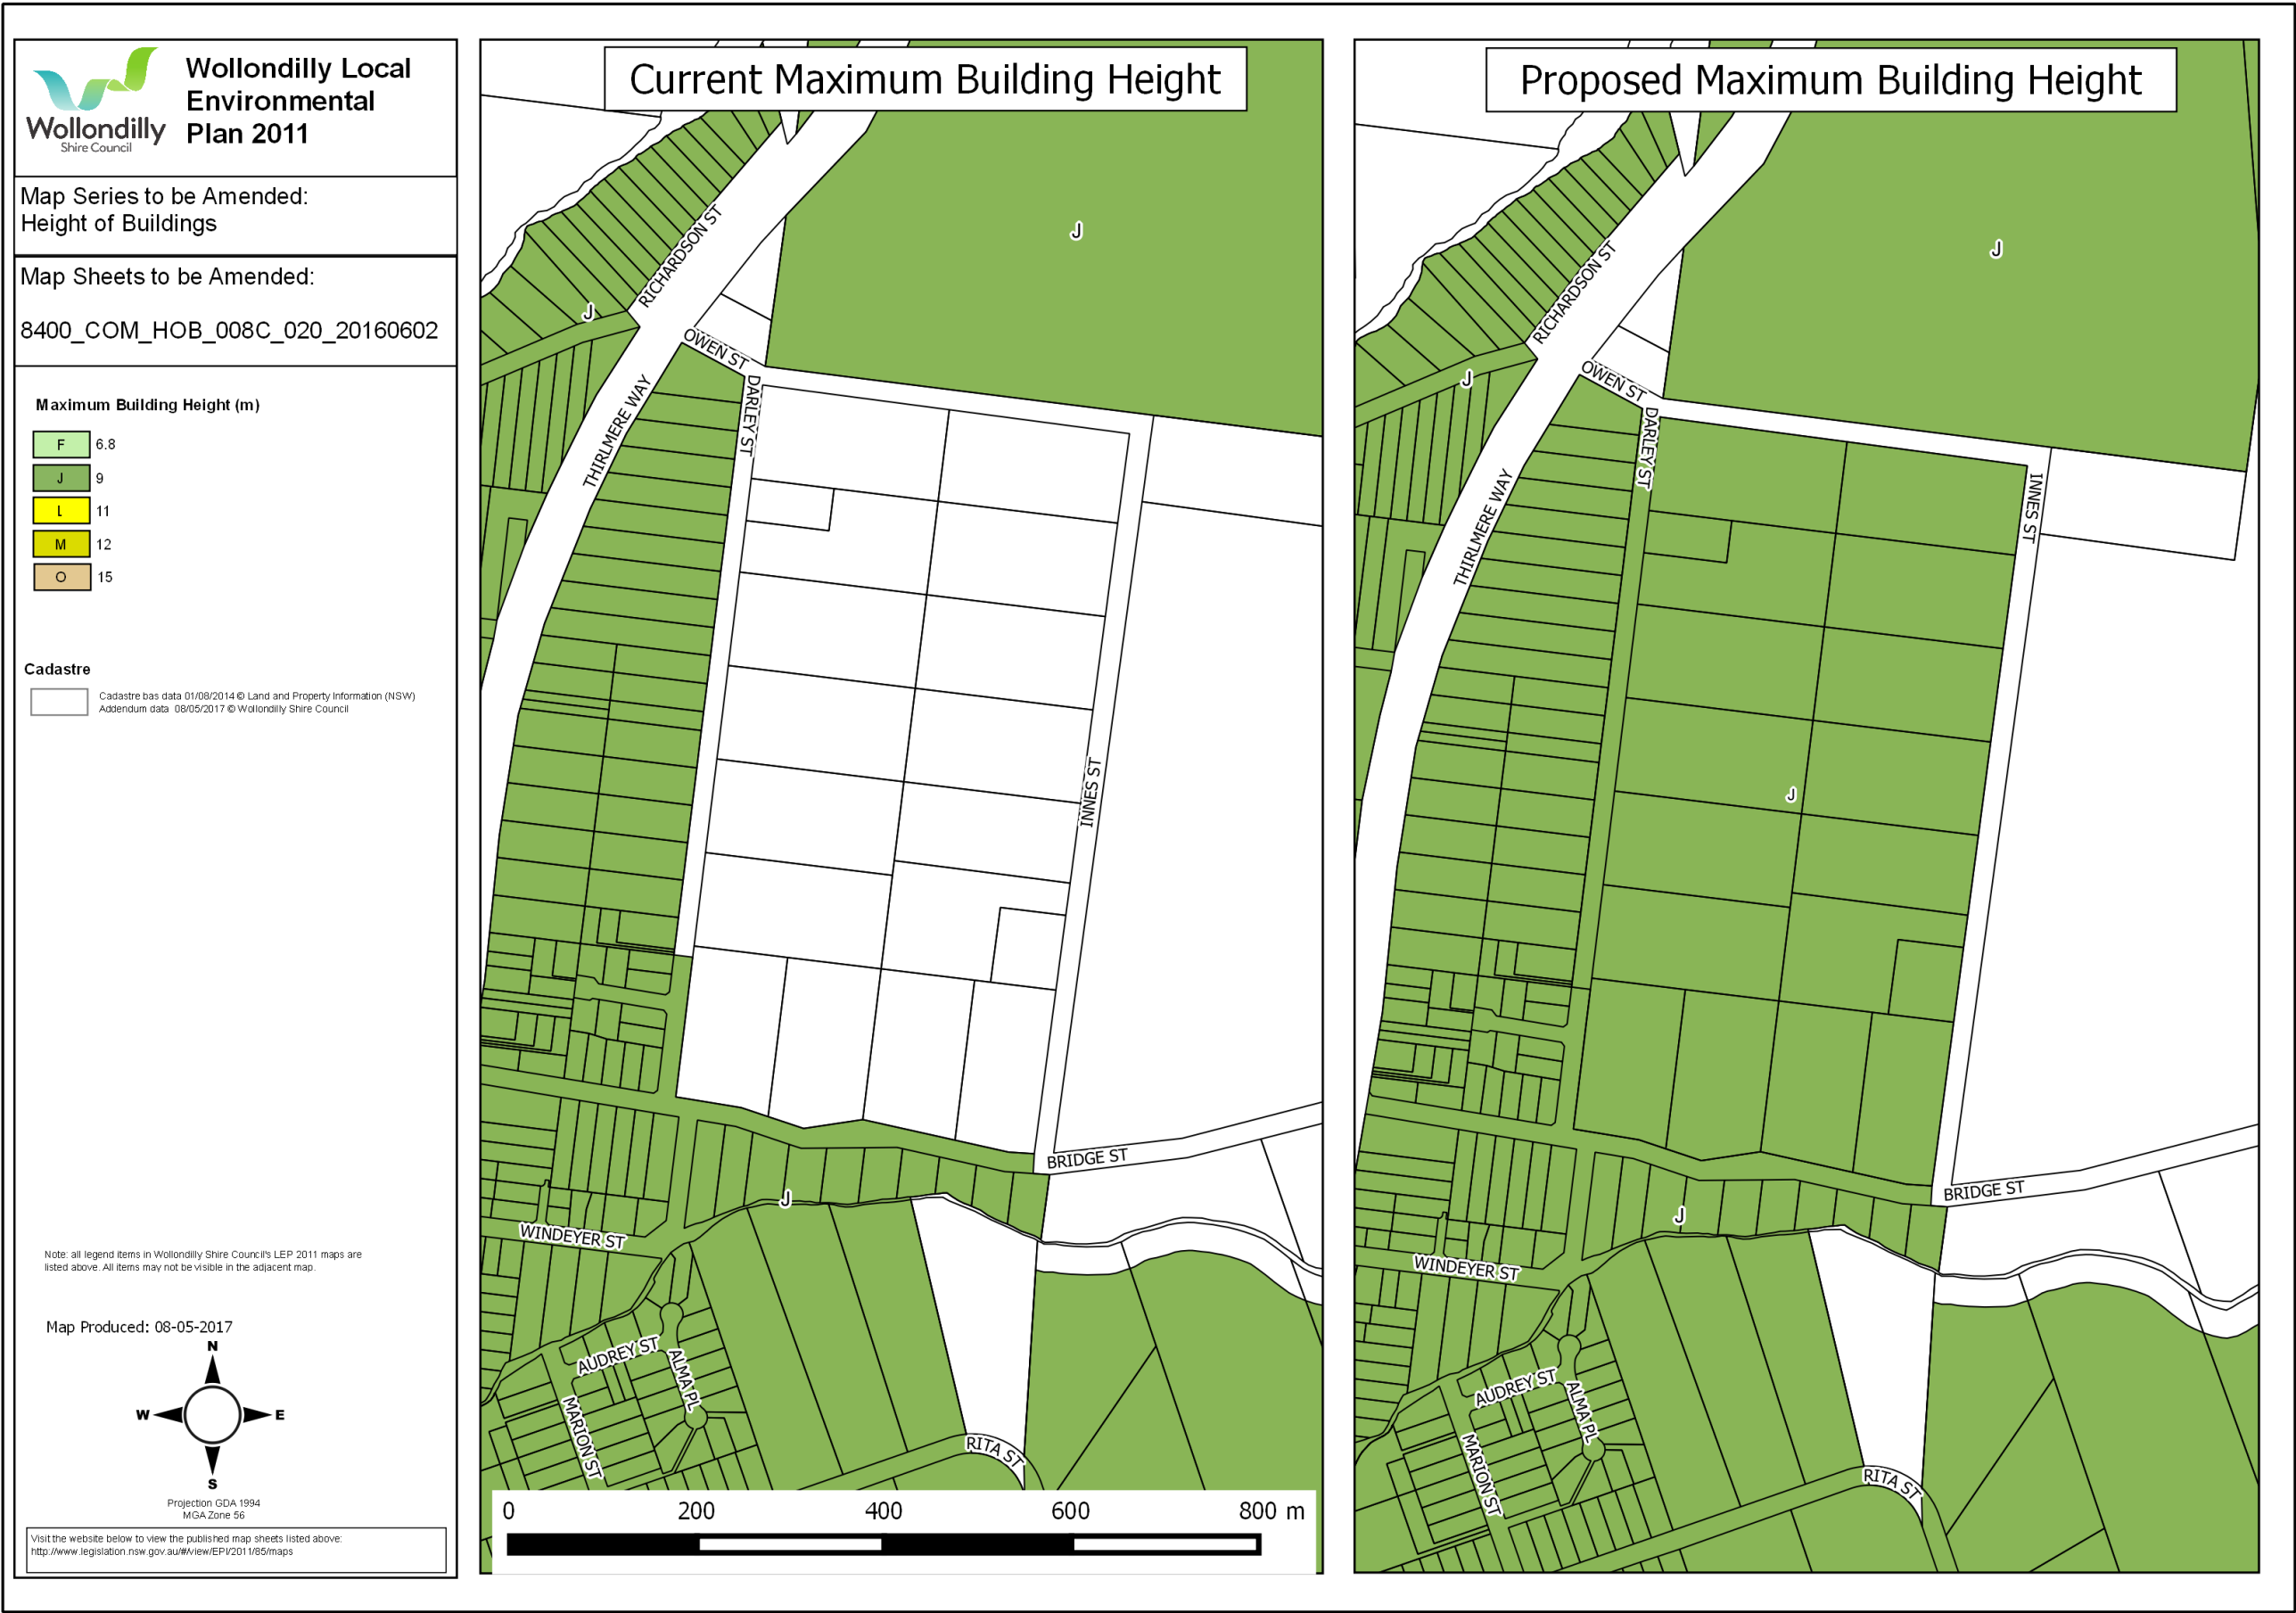 Wollondilly
Shire Council
Wollondilly Local
Environmental
Plan 2011
Map Series to be Amended:
Height of Buildings
Map Sheets to be Amended:
8400_COM_HOB_008C_020_20160602
Maximum Building Height (m)
F 6.8
J 9
L 11
M 12
O 15
Cadastre
Cadastre bas data 01/08/2014 © Land and Property Information (NSW)
Addendum data 08/05/2017 © Wollondilly Shire Council
Note: all legend items in Wollondilly Shire Council's LEP 2011 maps are
listed above. All items may not be visible in the adjacent map.
Map Produced: 08-05-2017
N
W E
S
Projection GDA 1994
MGA Zone 56
Visit the website below to view the published map sheets listed above:
http://www.legislation.nsw.gov.au/#/view/EPI/2011/85/maps
Current Maximum Building Height
J
RICHARDSON ST
J
OWEN ST
DARLEY ST
THIRLMERE WAY
INNES ST
BRIDGE ST
J
WINDEYER ST
AUDREY ST
ALMA PL
MARION ST
RITA ST
0 200 400 600 800 m
Proposed Maximum Building Height
J
RICHARDSON ST
J
OWEN ST
DARLEY ST
INNES ST
THIRLMERE WAY
J
BRIDGE ST
J
WINDEYER ST
AUDREY ST
ALMA PL
MARION ST
RITA ST